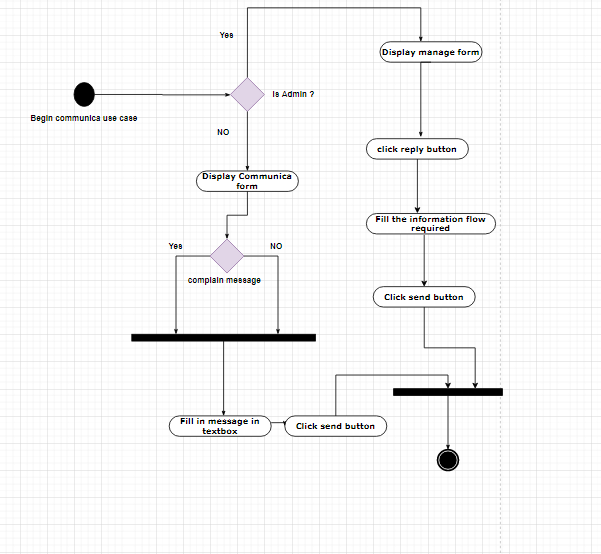 Yes
Display manage form
Is Admin ?
Begin communica use case
NO
click reply button
Display Communica
form
Fill the information flow
required
Yes
NO
complain message
Click send button
Fill in message in
textbox
Click send button